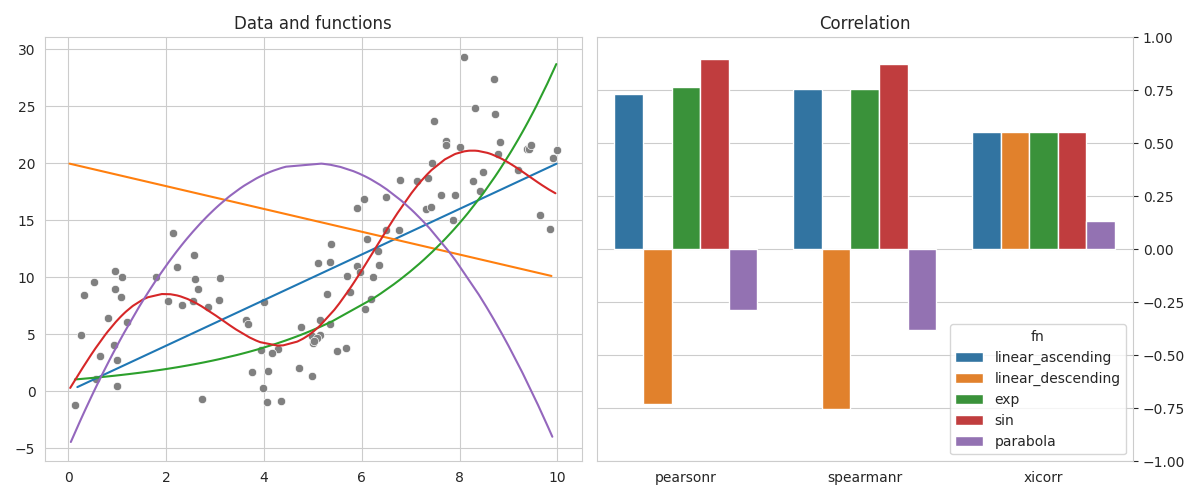 Data and functions
30
25
20
15
10
5
0
−5
0 2 4 6 8 10
Correlation
1.00
0.75
0.50
0.25
0.00
−0.25
−0.50
−0.75
−1.00
fn
linear_ascending
linear_descending
exp
sin
parabola
pearsonr spearmanr xicorr